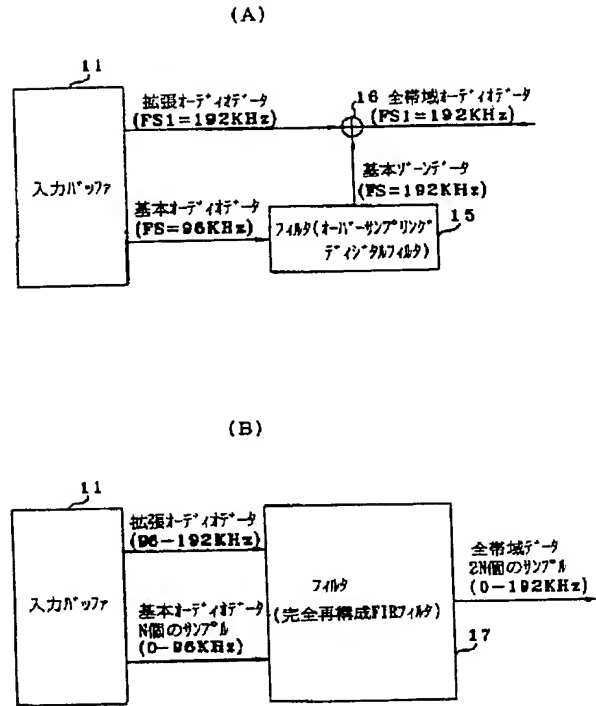 (A)
11
拡張オーディオデータ
(FS1=192KHz)
16 全帯域オーディオデータ
(FS1=192KHz)
入力バッファ
基本ゾーンデータ
(FS=192KHz)
基本オーディオデータ
(FS=96KHz)
フィルタ(オーバーサンプリング
ディジタルフィルタ)
15
(B)
11
拡張オーディオデータ
(96-192KHz)
入力バッファ
基本オーディオデータ
N個のサンプル
(0-96KHz)
フィルタ
(完全再構成FIRフィルタ)
全帯域データ
2N個のサンプル
(0-192KHz)
17